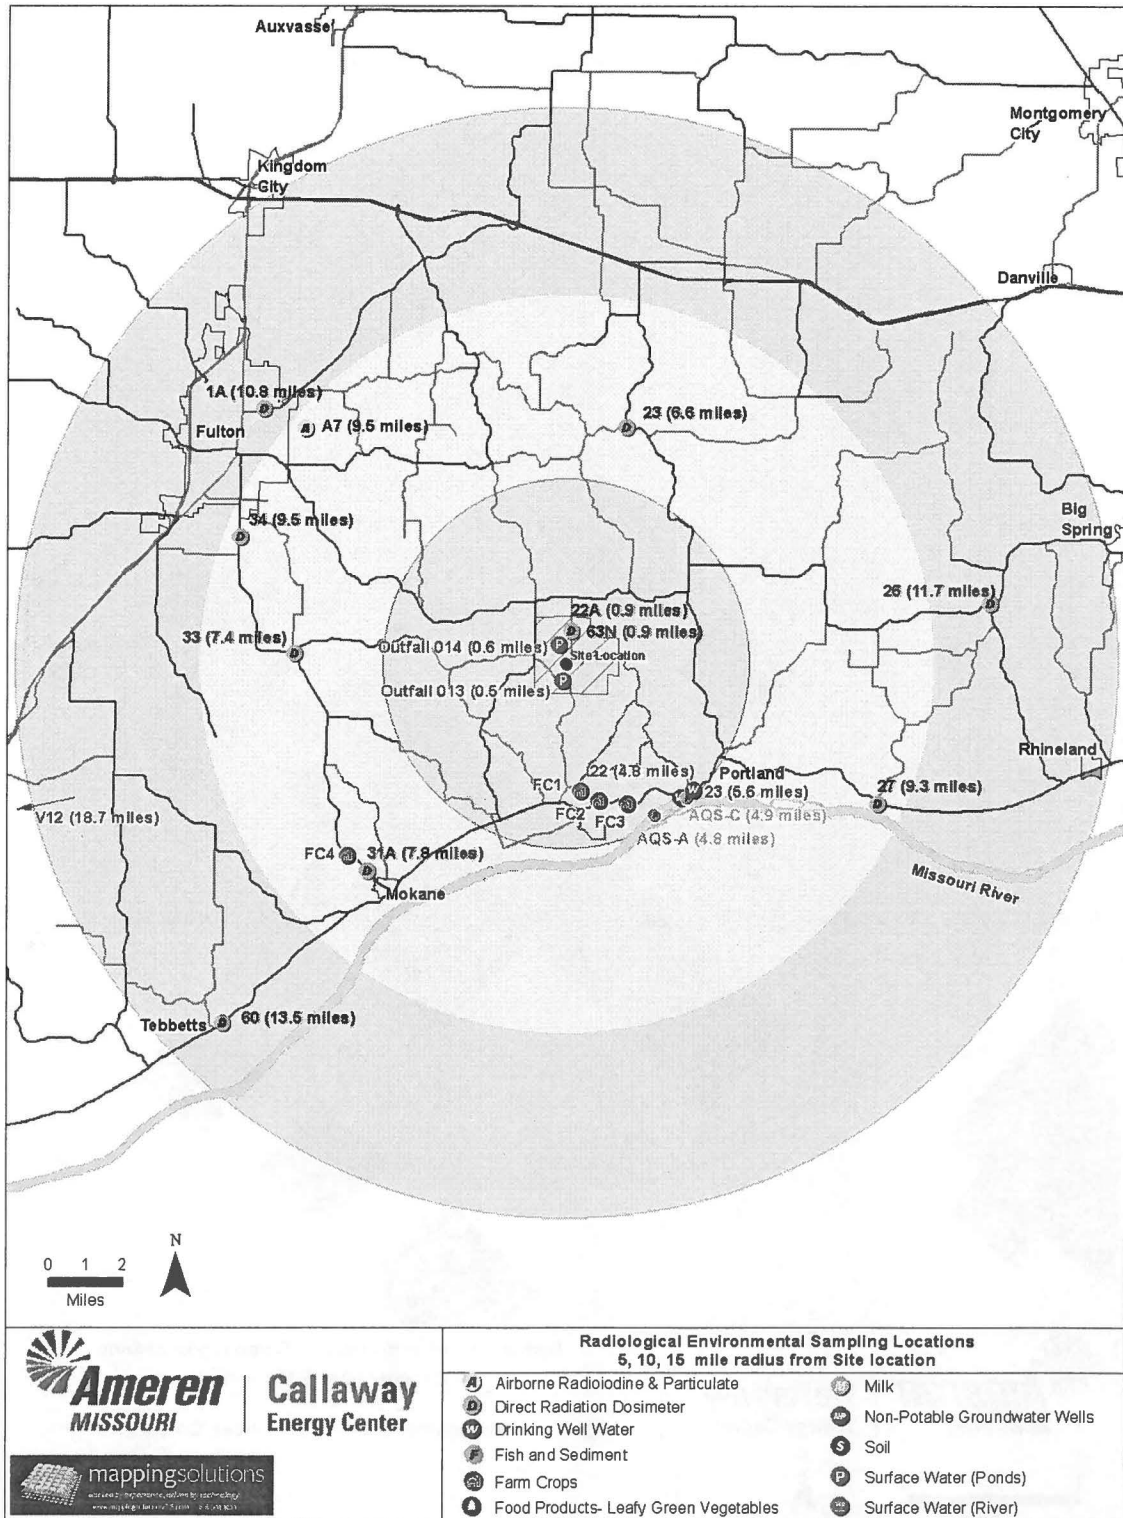 Auxvasse
Montgomery
City
Kingdom
City
Danville
1A (10.8 miles)
23 (6.6 miles)
A7 (9.5 miles)
Fulton
Big
Spring
34 (9.5 miles)
26 (11.7 miles)
22A (0.9 miles)
63N (0.9 miles)
33 (7.4 miles)
Outfall 014 (0.6 miles)
Site Location
Outfall 013 (0.5 miles)
Rhineland
22 (4.8 miles)
Portland
FC1
23 (5.6 miles)
27 (9.3 miles)
V12 (18.7 miles)
FC2
FC3
AQS-C (4.9 miles)
AQS-A (4.8 miles)
FC4
31A (7.8 miles)
Mokane
Missouri River
Tebbetts
60 (13.5 miles)
N
0 1 2
Miles
Ameren
MISSOURI
Callaway
Energy Center
mappingsolutions
Radiological Environmental Sampling Locations
5, 10, 15 mile radius from Site location
A Airborne Radioiodine & Particulate
D Direct Radiation Dosimeter
W Drinking Well Water
F Fish and Sediment
Farm Crops
Food Products- Leafy Green Vegetables
Milk
Non-Potable Groundwater Wells
S Soil
P Surface Water (Ponds)
Surface Water (River)